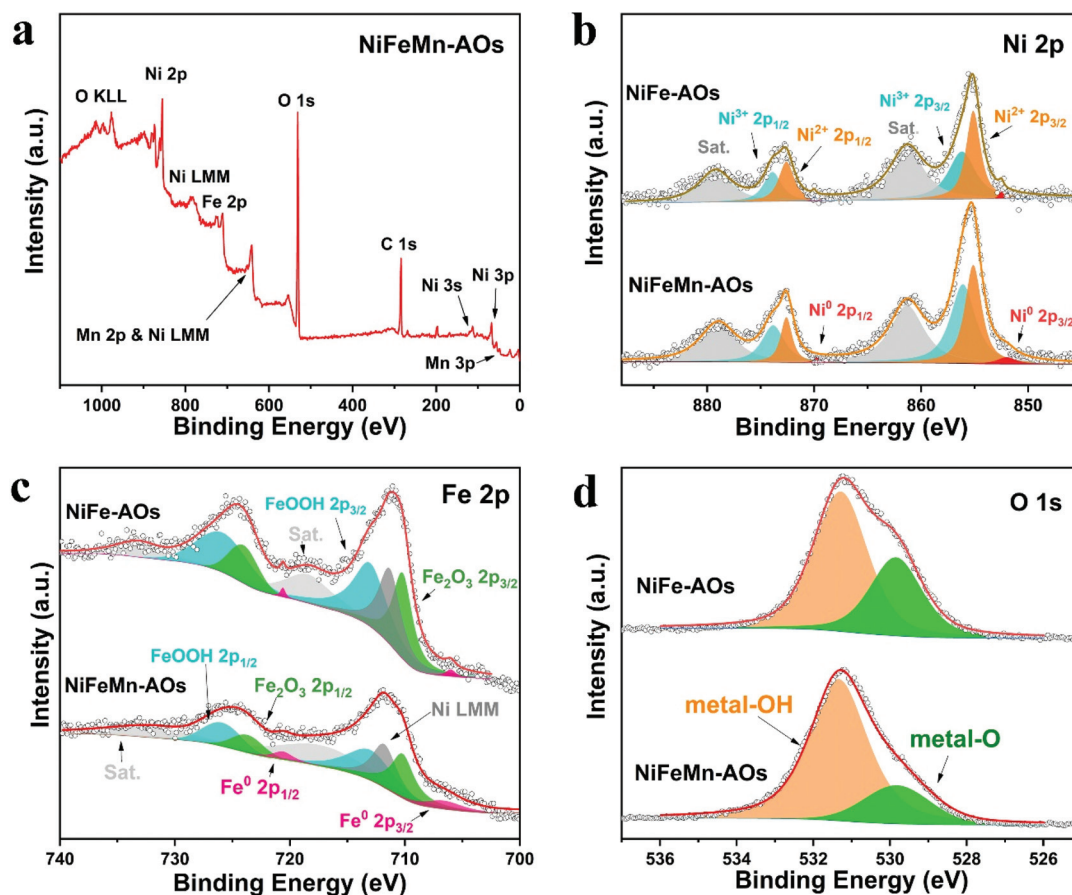 a
NiFeMn-AOs
O KLL
Ni 2p
Ni LMM
Fe 2p
Mn 2p & Ni LMM
O 1s
C 1s
Ni 3s
Ni 3p
Mn 3p
Intensity (a.u.)
1000 800 600 400 200 0
Binding Energy (eV)
b
Ni 2p
NiFe-AOs
Sat.
Ni³⁺ 2p₁/₂
Ni²⁺ 2p₁/₂
Ni³⁺ 2p₃/₂
Sat.
Ni²⁺ 2p₃/₂
NiFeMn-AOs
Ni⁰ 2p₁/₂
Ni⁰ 2p₃/₂
Intensity (a.u.)
880 870 860 850
Binding Energy (eV)
c
Fe 2p
NiFe-AOs
FeOOH 2p₃/₂
Sat.
Fe₂O₃ 2p₃/₂
FeOOH 2p₁/₂
NiFeMn-AOs
Fe₂O₃ 2p₁/₂
Ni LMM
Sat.
Fe⁰ 2p₁/₂
Fe⁰ 2p₃/₂
Intensity (a.u.)
740 730 720 710 700
Binding Energy (eV)
d
O 1s
NiFe-AOs
metal-OH
metal-O
NiFeMn-AOs
Intensity (a.u.)
536 534 532 530 528 526
Binding Energy (eV)